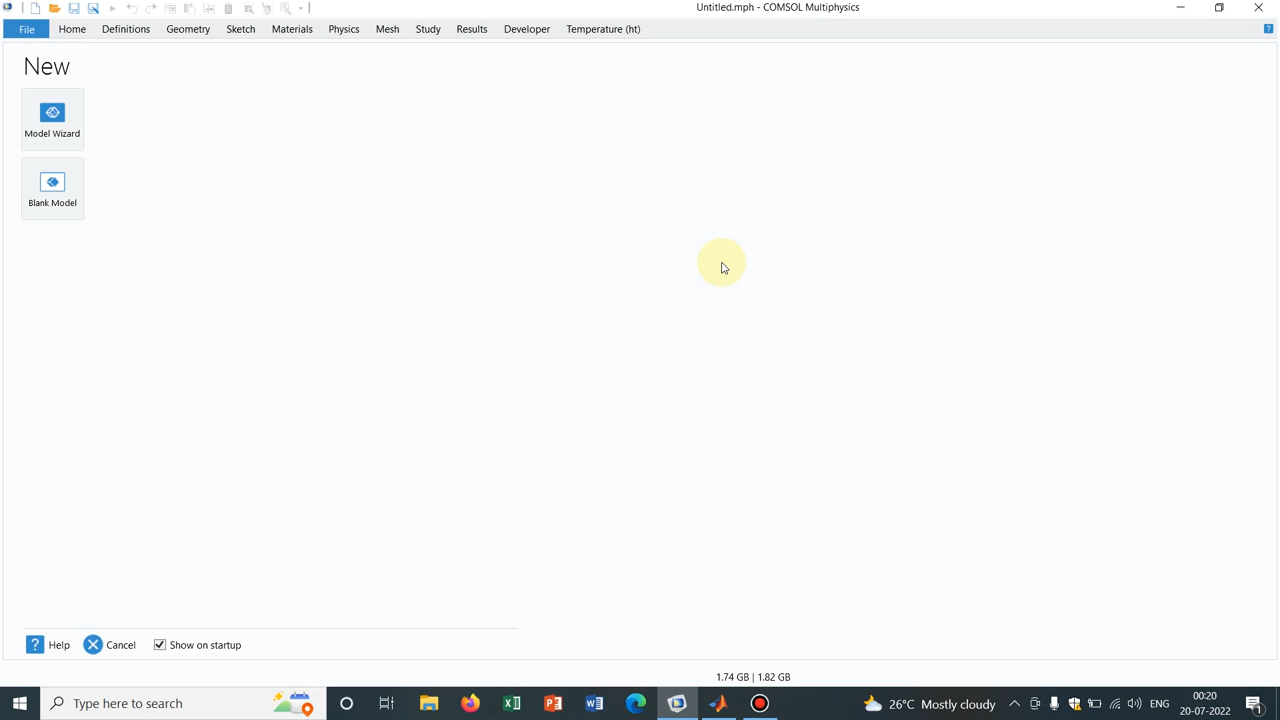 Untitled.mph - COMSOL Multiphysics
File Home Definitions Geometry Sketch Materials Physics Mesh Study Results Developer Temperature (ht)
New
Model Wizard
Blank Model
? Help Cancel Show on startup
1.74 GB | 1.82 GB
Type here to search
26°C Mostly cloudy
ENG
00:20
20-07-2022